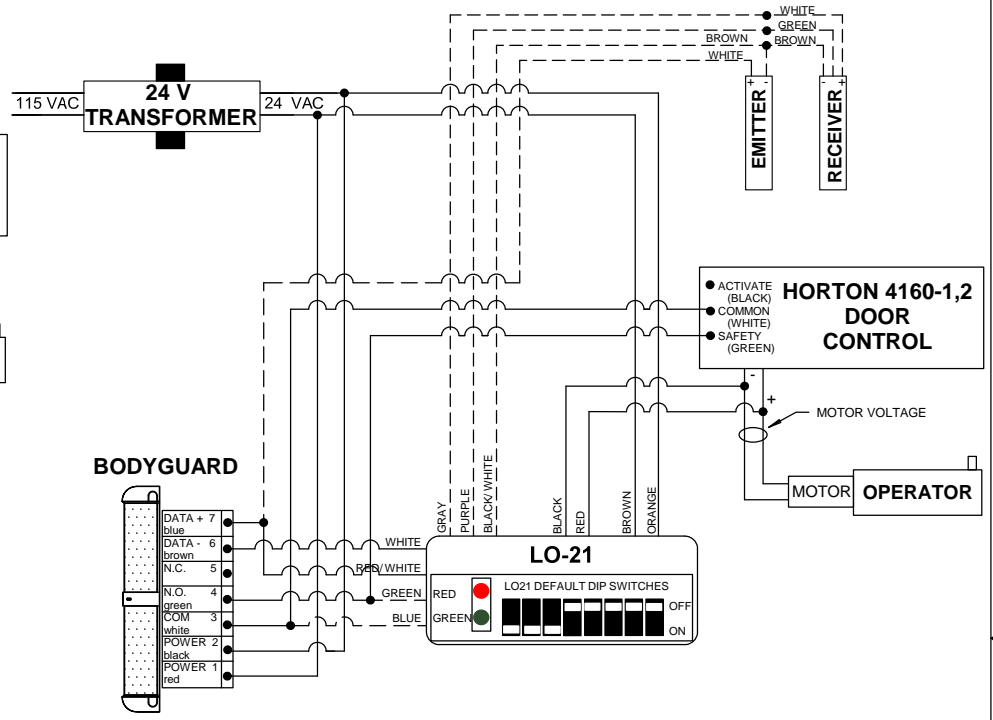 WHITE
GREEN
BROWN BROWN
WHITE
115 VAC
24 V
TRANSFORMER
24 VAC
+ -
EMITTER
- +
RECEIVER
ACTIVATE
(BLACK)
COMMON
(WHITE)
SAFETY
(GREEN)
HORTON 4160-1,2
DOOR
CONTROL
-
+
MOTOR VOLTAGE
MOTOR
OPERATOR
BODYGUARD
DATA + 7
blue
DATA - 6
brown
N.C. 5
N.O. 4
green
COM 3
white
POWER 2
black
POWER 1
red
WHITE
RED/WHITE
GREEN
BLUE
GRAY
PURPLE
BLACK/WHITE
BLACK
RED
BROWN
ORANGE
LO-21
RED
GREEN
LO21 DEFAULT DIP SWITCHES
OFF
ON